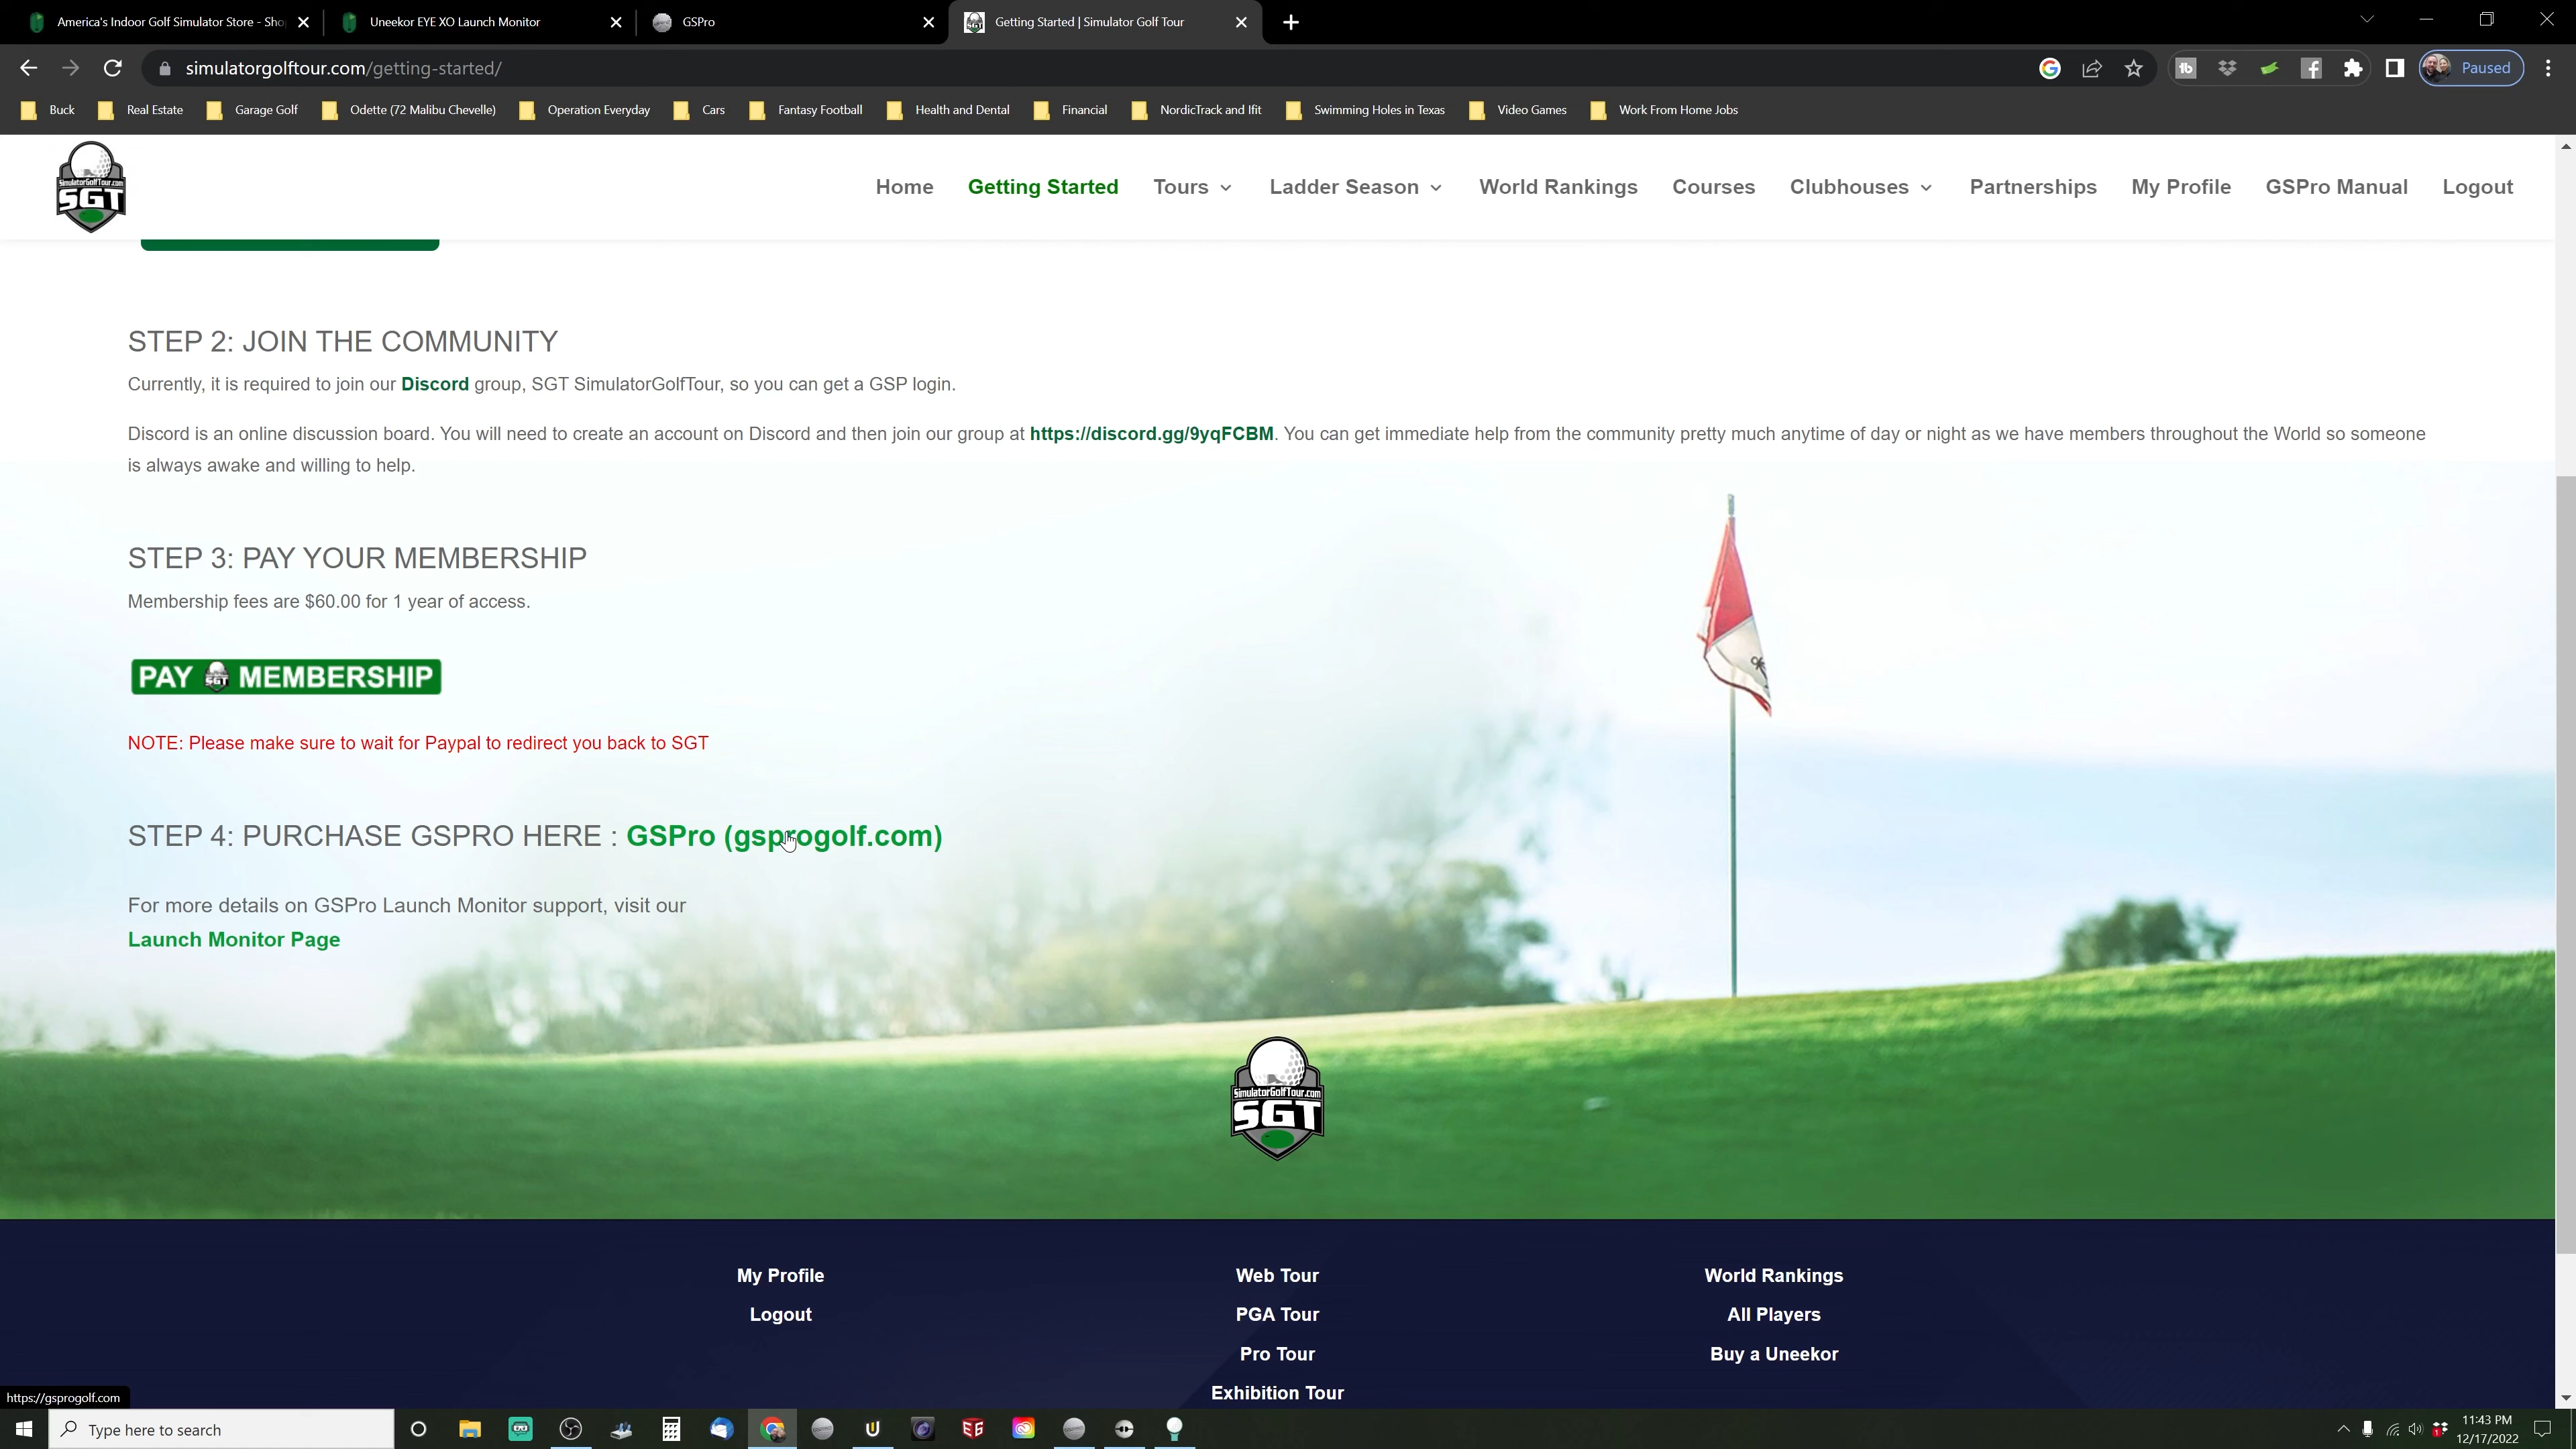 America's Indoor Golf Simulator Store - Sho
Uneekor EYE XO Launch Monitor
GSPro
Getting Started | Simulator Golf Tour
simulatorgolftour.com/getting-started/
Paused
Buck
Real Estate
Garage Golf
Odette (72 Malibu Chevelle)
Operation Everyday
Cars
Fantasy Football
Health and Dental
Financial
NordicTrack and Ifit
Swimming Holes in Texas
Video Games
Work From Home Jobs
SimulatorGolfTour.com
SGT
Home
Getting Started
Tours
Ladder Season
World Rankings
Courses
Clubhouses
Partnerships
My Profile
GSPro Manual
Logout
STEP 2: JOIN THE COMMUNITY
Currently, it is required to join our Discord group, SGT SimulatorGolfTour, so you can get a GSP login.
Discord is an online discussion board. You will need to create an account on Discord and then join our group at https://discord.gg/9yqFCBM. You can get immediate help from the community pretty much anytime of day or night as we have members throughout the World so someone
is always awake and willing to help.
STEP 3: PAY YOUR MEMBERSHIP
Membership fees are $60.00 for 1 year of access.
PAY SGT MEMBERSHIP
NOTE: Please make sure to wait for Paypal to redirect you back to SGT
STEP 4: PURCHASE GSPRO HERE : GSPro (gsprogolf.com)
For more details on GSPro Launch Monitor support, visit our
Launch Monitor Page
SimulatorGolfTour.com
SGT
My Profile
Logout
Web Tour
PGA Tour
Pro Tour
Exhibition Tour
World Rankings
All Players
Buy a Uneekor
https://gsprogolf.com
Type here to search
11:43 PM
12/17/2022